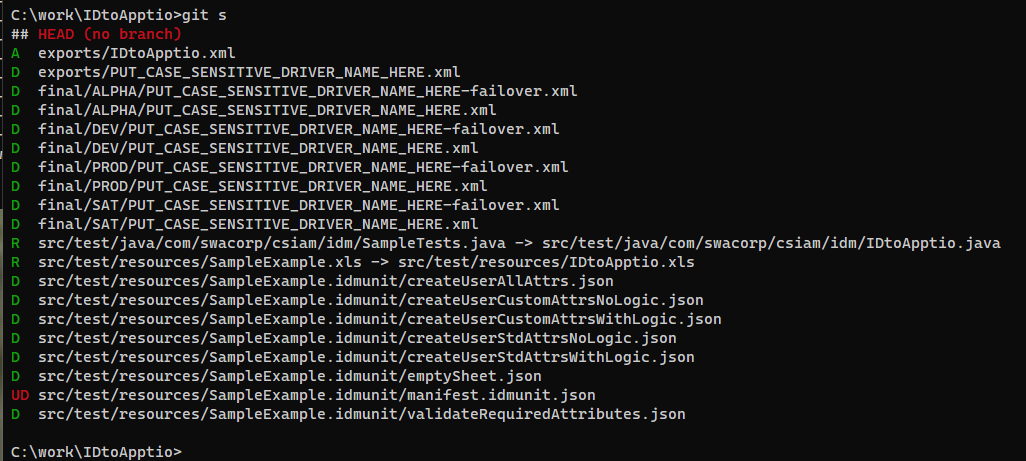 C:\work\IDtoApptio>git s
## HEAD (no branch)
A  exports/IDtoApptio.xml
D  exports/PUT_CASE_SENSITIVE_DRIVER_NAME_HERE.xml
D  final/ALPHA/PUT_CASE_SENSITIVE_DRIVER_NAME_HERE-failover.xml
D  final/ALPHA/PUT_CASE_SENSITIVE_DRIVER_NAME_HERE.xml
D  final/DEV/PUT_CASE_SENSITIVE_DRIVER_NAME_HERE-failover.xml
D  final/DEV/PUT_CASE_SENSITIVE_DRIVER_NAME_HERE.xml
D  final/PROD/PUT_CASE_SENSITIVE_DRIVER_NAME_HERE-failover.xml
D  final/PROD/PUT_CASE_SENSITIVE_DRIVER_NAME_HERE.xml
D  final/SAT/PUT_CASE_SENSITIVE_DRIVER_NAME_HERE-failover.xml
D  final/SAT/PUT_CASE_SENSITIVE_DRIVER_NAME_HERE.xml
R  src/test/java/com/swacorp/csiam/idm/SampleTests.java -> src/test/java/com/swacorp/csiam/idm/IDtoApptio.java
R  src/test/resources/SampleExample.xls -> src/test/resources/IDtoApptio.xls
D  src/test/resources/SampleExample.idmunit/createUserAllAttrs.json
D  src/test/resources/SampleExample.idmunit/createUserCustomAttrsNoLogic.json
D  src/test/resources/SampleExample.idmunit/createUserCustomAttrsWithLogic.json
D  src/test/resources/SampleExample.idmunit/createUserStdAttrsNoLogic.json
D  src/test/resources/SampleExample.idmunit/createUserStdAttrsWithLogic.json
D  src/test/resources/SampleExample.idmunit/emptySheet.json
UD src/test/resources/SampleExample.idmunit/manifest.idmunit.json
D  src/test/resources/SampleExample.idmunit/validateRequiredAttributes.json
C:\work\IDtoApptio>